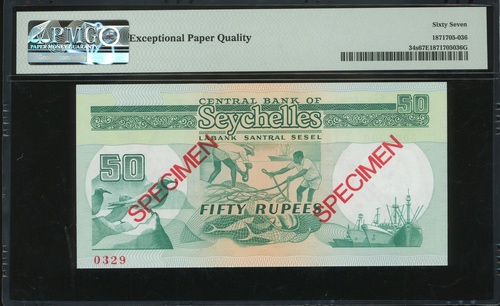 PMG
PAPER MONEY GUARANTY
Exceptional Paper Quality
Sixty Seven
1871705-036
34s67E1871705036G
CENTRAL BANK OF
Seychelles
LABANK SANTRAL SESEL
50
50
SPECIMEN
SPECIMEN
FIFTY RUPEES
0329